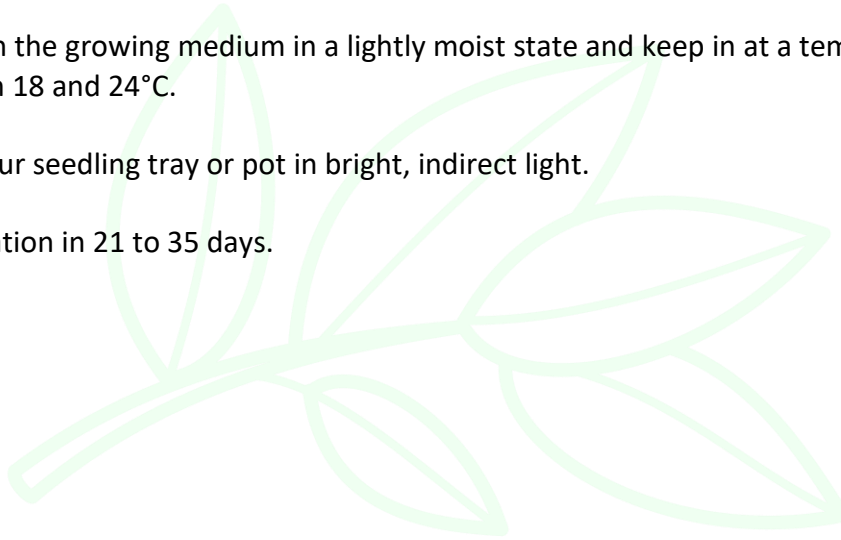 the growing medium in a lightly moist state and keep in at a
18 and 24°C.
seedling tray or pot in bright, indirect light.
in 21 to 35 days.